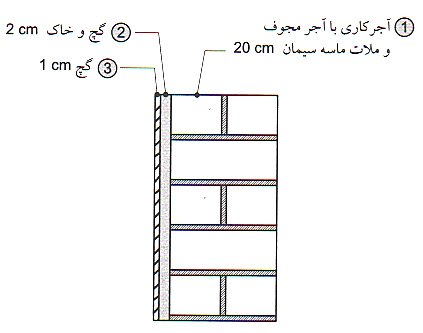 ① آجرکاری با آجر مجوف
و ملات ماسه سیمان 20 cm
② گچ و خاک 2 cm
③ گچ 1 cm